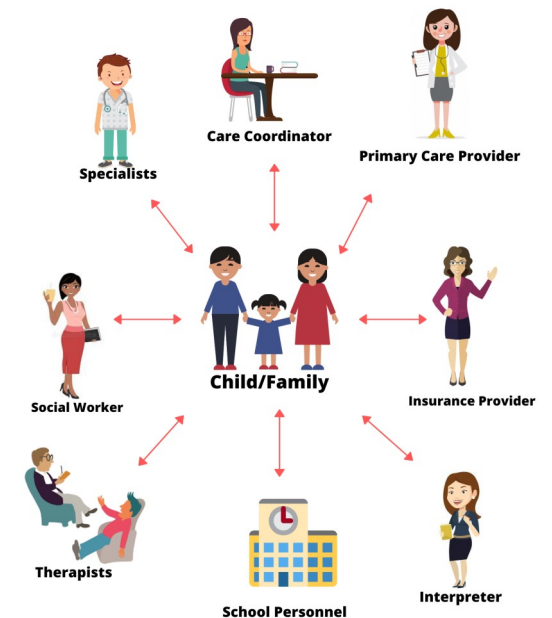 Care Coordinator
Primary Care Provider
Specialists
Child/Family
Social Worker
Insurance Provider
Therapists
School Personnel
Interpreter